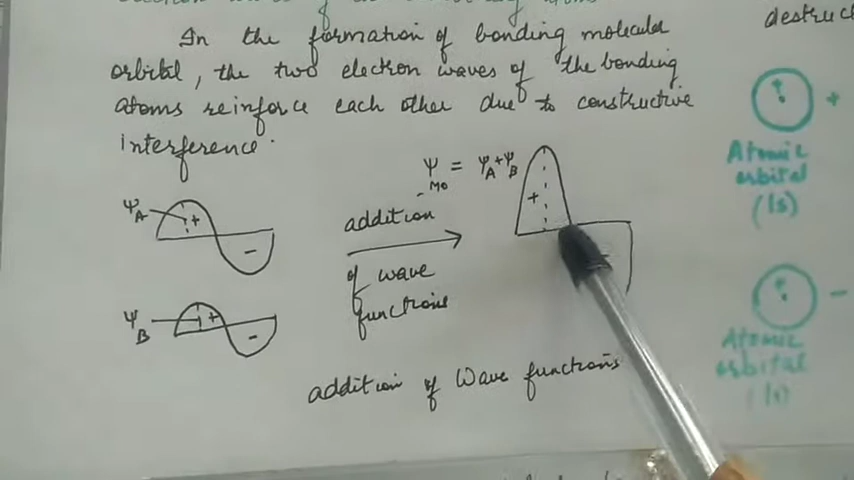 In the formation of bonding molecular
orbital, the two electron waves of the bonding
atoms reinforce each other due to constructive
interference.
ΨA
+
-
ΨB
+
-
addition
of wave
functions
ΨMO = ΨA+ΨB
+
addition of Wave functions
+
+
Atomic
orbital
(1s)
+
-
Atomic
orbital